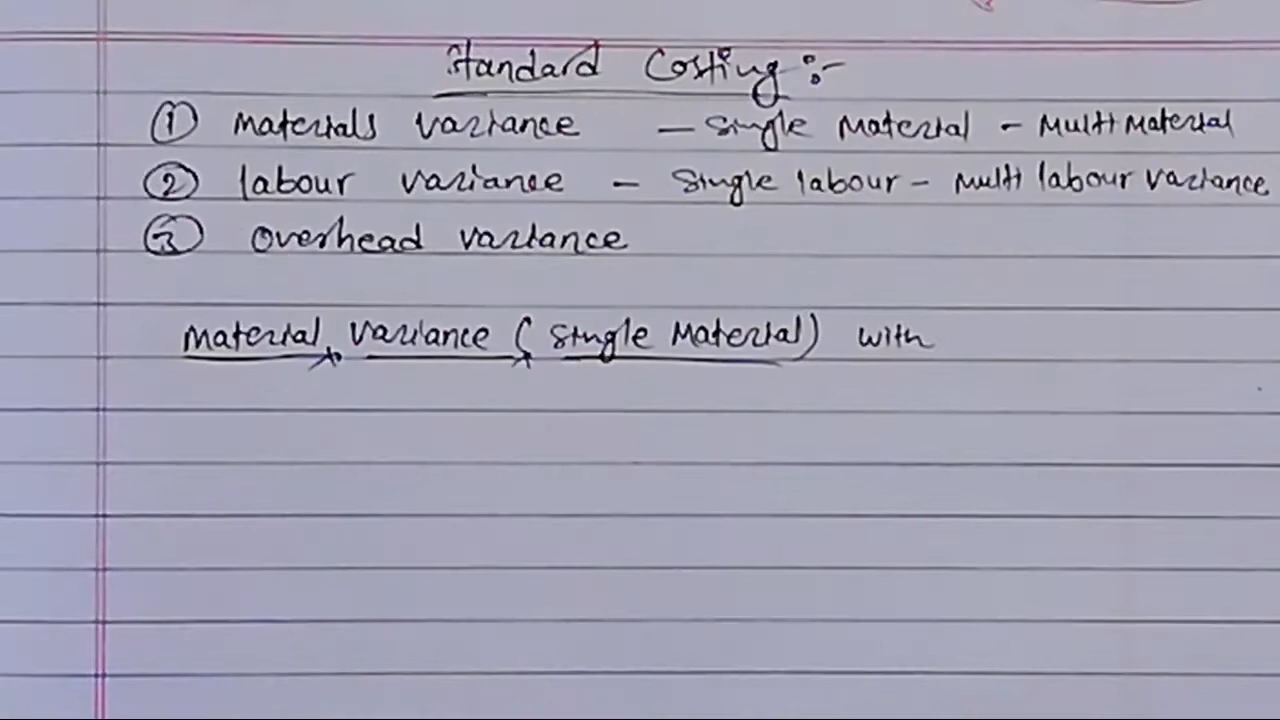 Standard Costing :-
① Materials variance — Single Material - Multi Material
② labour variance - Single labour - Multi labour variance
③ overhead variance
Material variance (Single Material) with